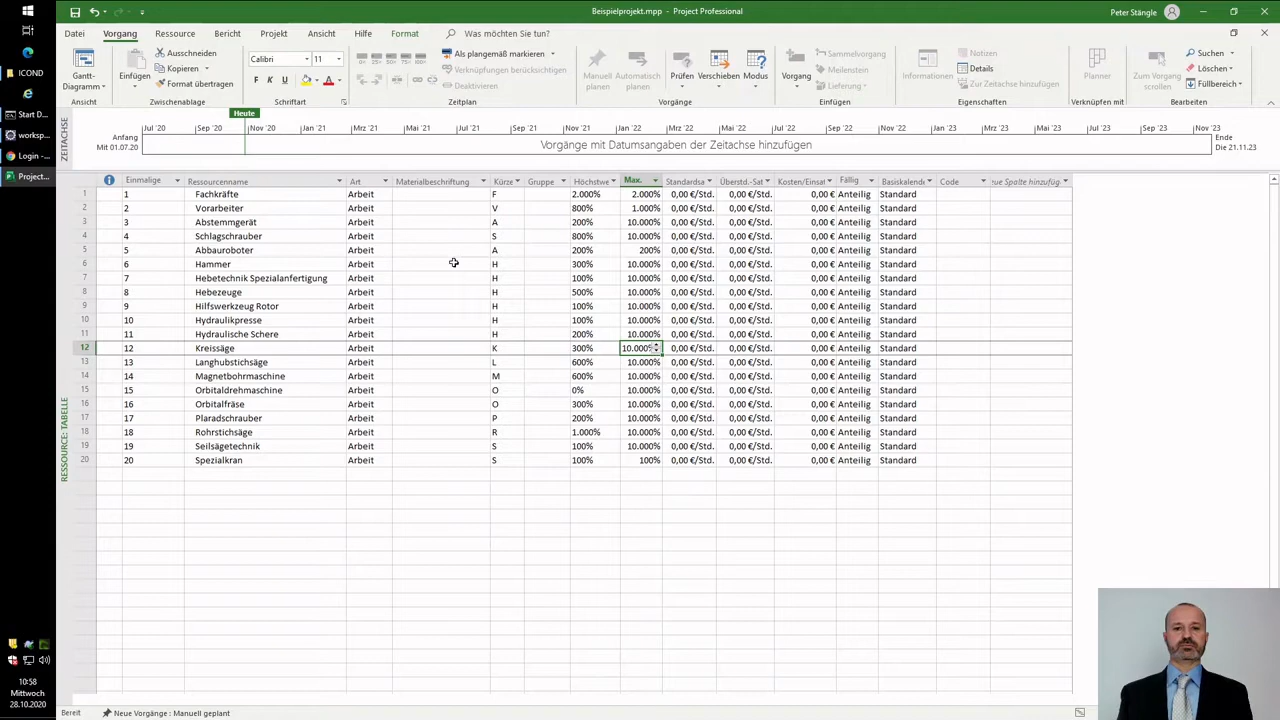 Beispielprojekt.mpp - Project Professional
Peter Stängle
Datei Vorgang Ressource Bericht Projekt Ansicht Hilfe Format Was möchten Sie tun?
ICOND
Start D...
worksp...
Login -...
Project...
Gantt-Diagramm
Ansicht
Einfügen
Ausschneiden
Kopieren
Format übertragen
Zwischenablage
Calibri 11
F K U
Schriftart
Als plangemäß markieren
Verknüpfungen berücksichtigen
Deaktivieren
Zeitplan
Manuell planen
Automatisch planen
Prüfen
Verschieben
Modus
Vorgänge
Vorgang
Sammelvorgang
Meilenstein
Lieferung
Einfügen
Informationen
Notizen
Details
Zu Zeitachse hinzufügen
Eigenschaften
Planner
Verknüpfen mit
Zum Vorgang scrollen
Suchen
Löschen
Füllbereich
Bearbeiten
ZEITACHSE
Heute
Jul '20 Sep '20 Nov '20 Jan '21 Mrz '21 Mai '21 Jul '21 Sep '21 Nov '21 Jan '22 Mrz '22 Mai '22 Jul '22 Sep '22 Nov '22 Jan '23 Mrz '23 Mai '23 Jul '23 Sep '23 Nov '23
Anfang
Mit 01.07.20
Vorgänge mit Datumsangaben der Zeitachse hinzufügen
Ende
Die 21.11.23
RESSOURCE: TABELLE
Einmalige Ressourcenname Art Materialbeschriftung Kürze Gruppe Höchstwe Max. Standardsa Überstd.-Sat Kosten/Einsat Fällig Basiskalende Code ue Spalte hinzufüg
1 1 Fachkräfte Arbeit F 2.000% 2.000% 0,00 €/Std. 0,00 €/Std. 0,00 € Anteilig Standard
2 2 Vorarbeiter Arbeit V 800% 1.000% 0,00 €/Std. 0,00 €/Std. 0,00 € Anteilig Standard
3 3 Abstemmgerät Arbeit A 200% 10.000% 0,00 €/Std. 0,00 €/Std. 0,00 € Anteilig Standard
4 4 Schlagschrauber Arbeit S 800% 10.000% 0,00 €/Std. 0,00 €/Std. 0,00 € Anteilig Standard
5 5 Abbauroboter Arbeit A 200% 200% 0,00 €/Std. 0,00 €/Std. 0,00 € Anteilig Standard
6 6 Hammer Arbeit H 300% 10.000% 0,00 €/Std. 0,00 €/Std. 0,00 € Anteilig Standard
7 7 Hebetechnik Spezialanfertigung Arbeit H 100% 10.000% 0,00 €/Std. 0,00 €/Std. 0,00 € Anteilig Standard
8 8 Hebezeuge Arbeit H 500% 10.000% 0,00 €/Std. 0,00 €/Std. 0,00 € Anteilig Standard
9 9 Hilfswerkzeug Rotor Arbeit H 100% 10.000% 0,00 €/Std. 0,00 €/Std. 0,00 € Anteilig Standard
10 10 Hydraulikpresse Arbeit H 100% 10.000% 0,00 €/Std. 0,00 €/Std. 0,00 € Anteilig Standard
11 11 Hydraulische Schere Arbeit H 200% 10.000% 0,00 €/Std. 0,00 €/Std. 0,00 € Anteilig Standard
12 12 Kreissäge Arbeit K 300% 10.000% 0,00 €/Std. 0,00 €/Std. 0,00 € Anteilig Standard
13 13 Langhubstichsäge Arbeit L 600% 10.000% 0,00 €/Std. 0,00 €/Std. 0,00 € Anteilig Standard
14 14 Magnetbohrmaschine Arbeit M 600% 10.000% 0,00 €/Std. 0,00 €/Std. 0,00 € Anteilig Standard
15 15 Orbitaldrehmaschine Arbeit O 0% 10.000% 0,00 €/Std. 0,00 €/Std. 0,00 € Anteilig Standard
16 16 Orbitalfräse Arbeit O 300% 10.000% 0,00 €/Std. 0,00 €/Std. 0,00 € Anteilig Standard
17 17 Plaradschrauber Arbeit P 200% 10.000% 0,00 €/Std. 0,00 €/Std. 0,00 € Anteilig Standard
18 18 Rohrstichsäge Arbeit R 1.000% 10.000% 0,00 €/Std. 0,00 €/Std. 0,00 € Anteilig Standard
19 19 Seilsägetechnik Arbeit S 100% 10.000% 0,00 €/Std. 0,00 €/Std. 0,00 € Anteilig Standard
20 20 Spezialkran Arbeit S 100% 100% 0,00 €/Std. 0,00 €/Std. 0,00 € Anteilig Standard
10:58
Mittwoch
28.10.2020
Bereit Neue Vorgänge : Manuell geplant